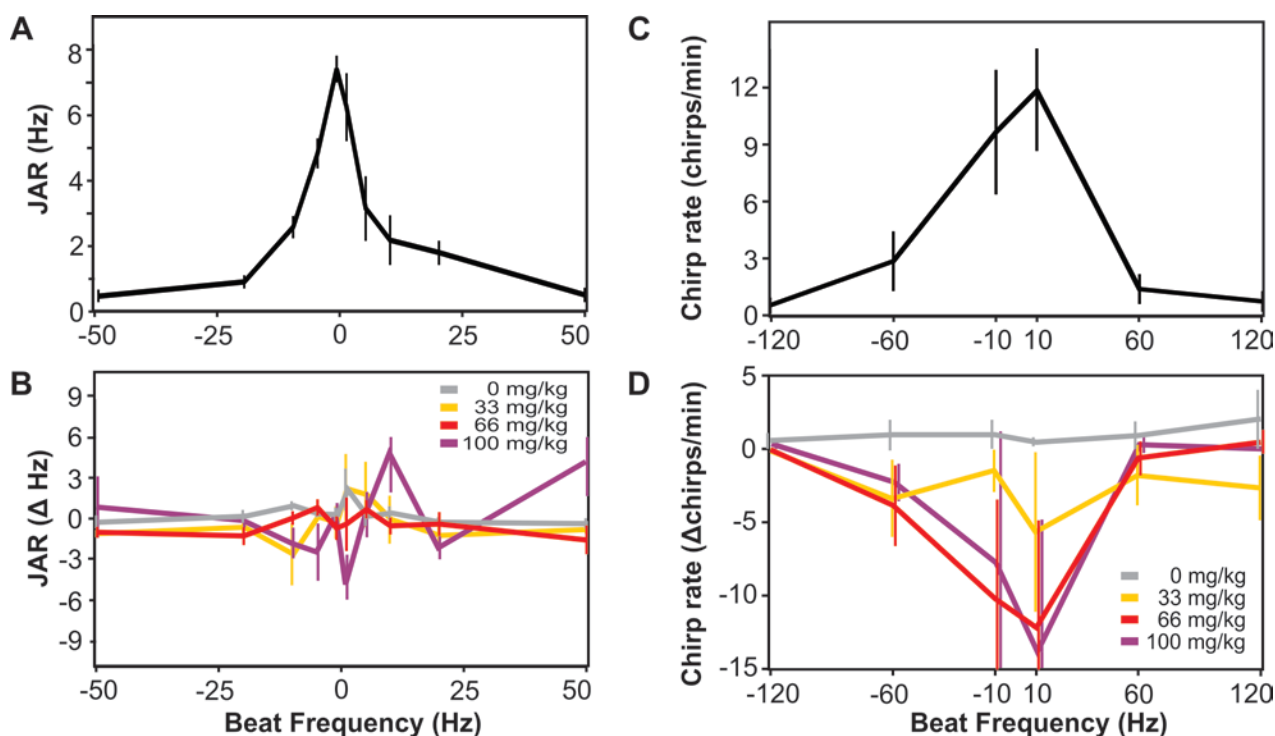 A
JAR (Hz)
8
6
4
2
0
-50 -25 0 25 50
B
JAR (Δ Hz)
9
6
3
0
-3
-6
-9
0 mg/kg
33 mg/kg
66 mg/kg
100 mg/kg
-50 -25 0 25 50
Beat Frequency (Hz)
C
Chirp rate (chirps/min)
12
9
6
3
0
-120 -60 -10 10 60 120
D
Chirp rate (Δchirps/min)
5
0
-5
-10
-15
0 mg/kg
33 mg/kg
66 mg/kg
100 mg/kg
-120 -60 -10 10 60 120
Beat Frequency (Hz)